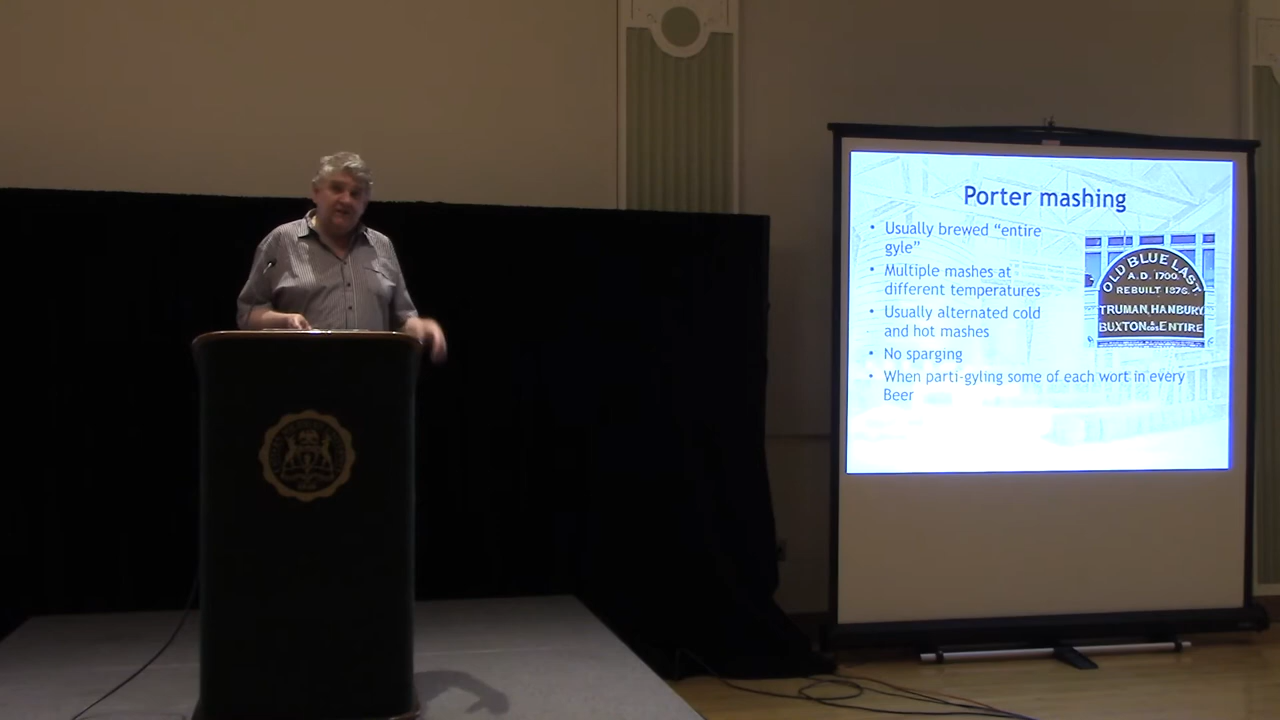 Porter mashing
• Usually brewed “entire
gyle”
• Multiple mashes at
different temperatures
• Usually alternated cold
and hot mashes
• No sparging
• When parti-gyling some of each wort in every
Beer
OLD BLUE LAST
A.D. 1700.
REBUILT 1876.
TRUMAN, HANBURY,
BUXTON & COS ENTIRE